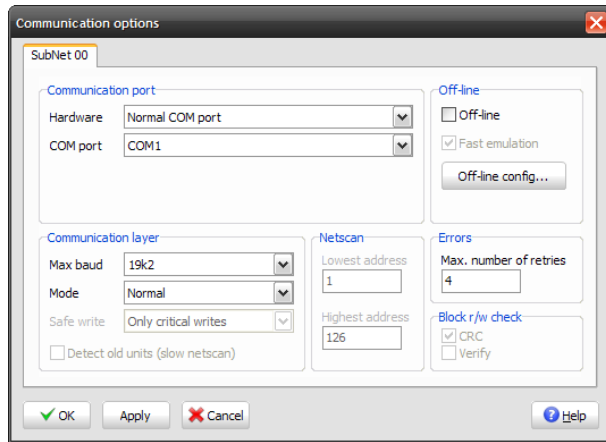 Communication options
SubNet 00
Communication port
Hardware Normal COM port
COM port COM1
Off-line
Off-line
Fast emulation
Off-line config...
Communication layer
Max baud 19k2
Mode Normal
Safe write Only critical writes
Detect old units (slow netscan)
Netscan
Lowest address
1
Highest address
126
Errors
Max. number of retries
4
Block r/w check
CRC
Verify
OK Apply Cancel Help